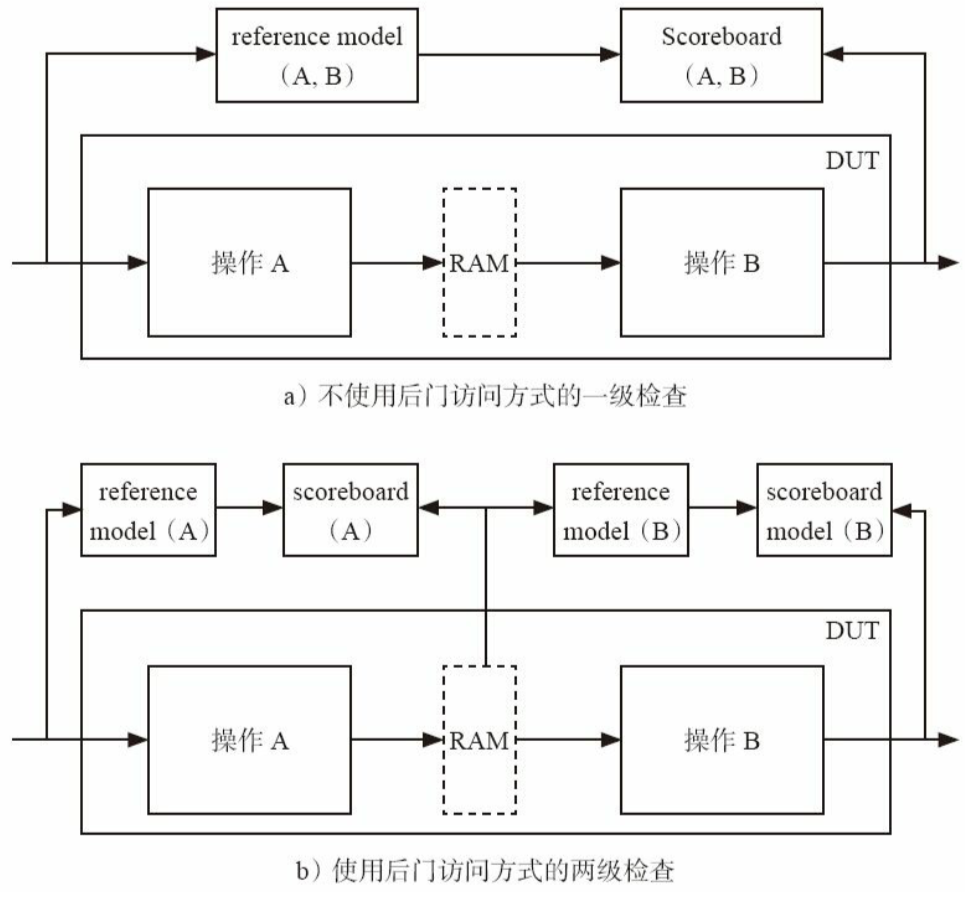 reference model
（A, B）
Scoreboard
（A, B）
DUT
操作 A
RAM
操作 B
a）不使用后门访问方式的一级检查
reference
model（A）
scoreboard
（A）
reference
model（B）
scoreboard
model（B）
DUT
操作 A
RAM
操作 B
b）使用后门访问方式的两级检查